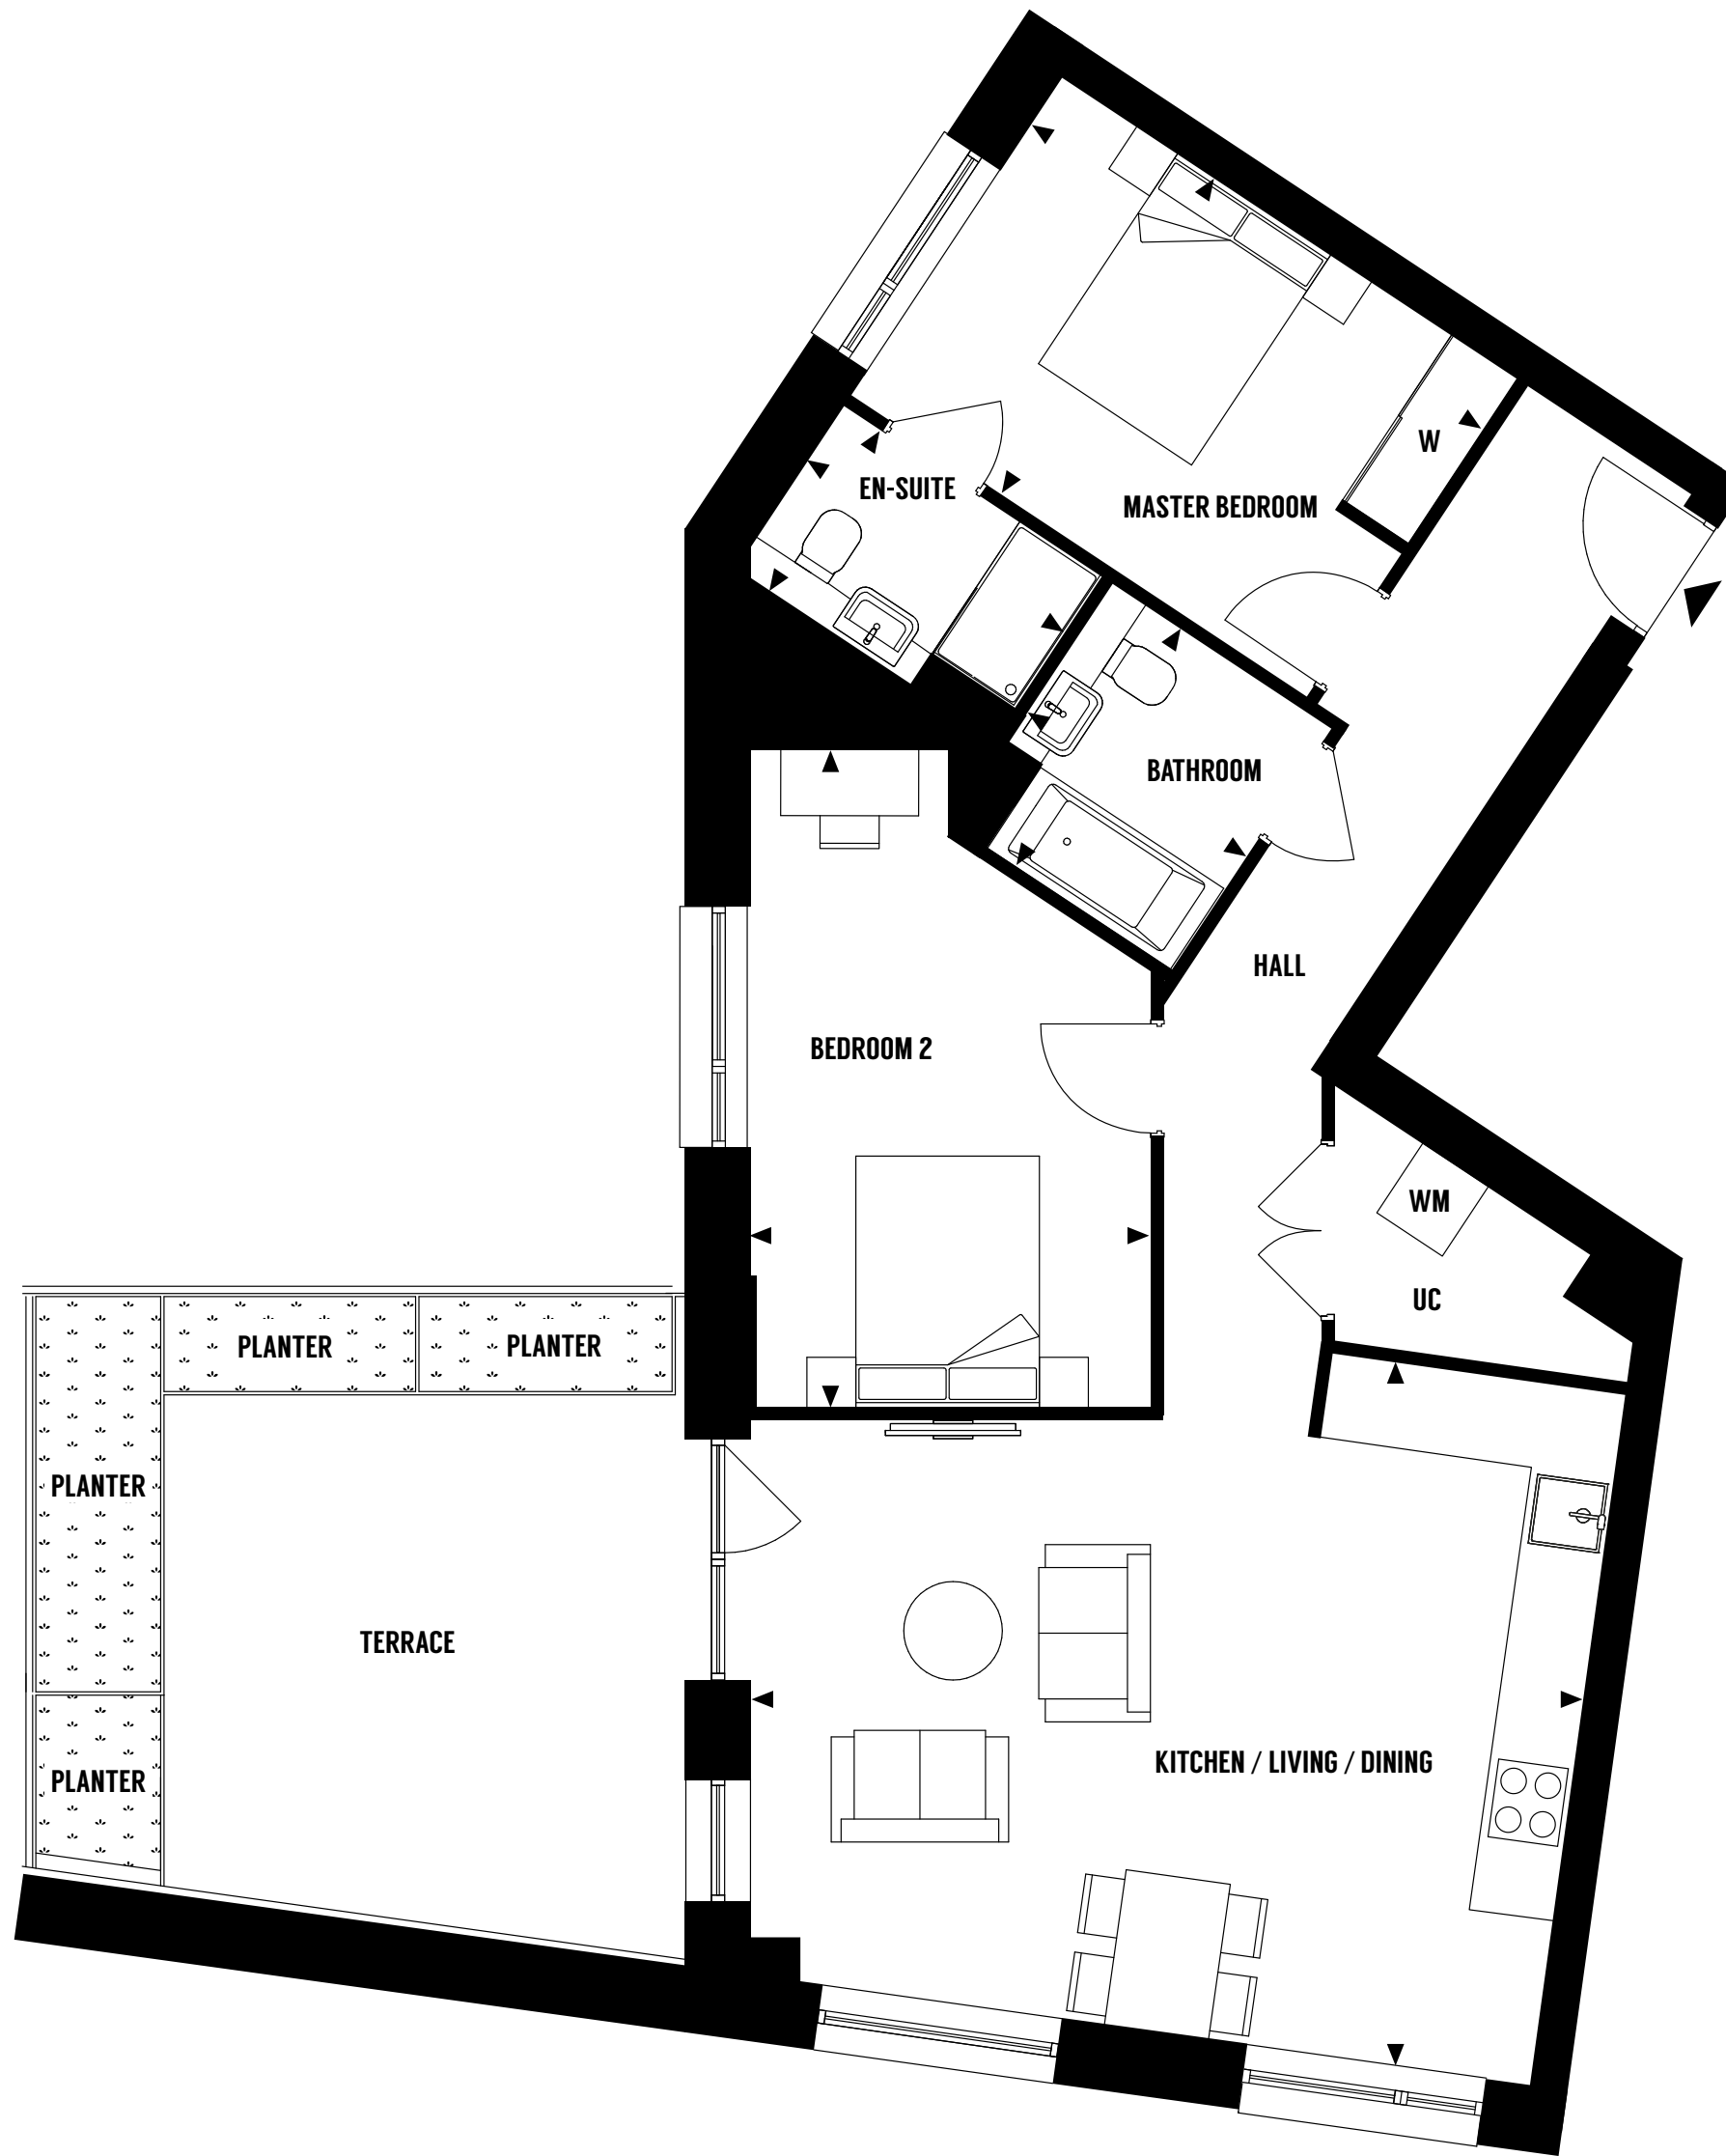 W
EN-SUITE
MASTER BEDROOM
BATHROOM
HALL
BEDROOM 2
WM
UC
PLANTER
PLANTER
PLANTER
TERRACE
KITCHEN / LIVING / DINING
PLANTER